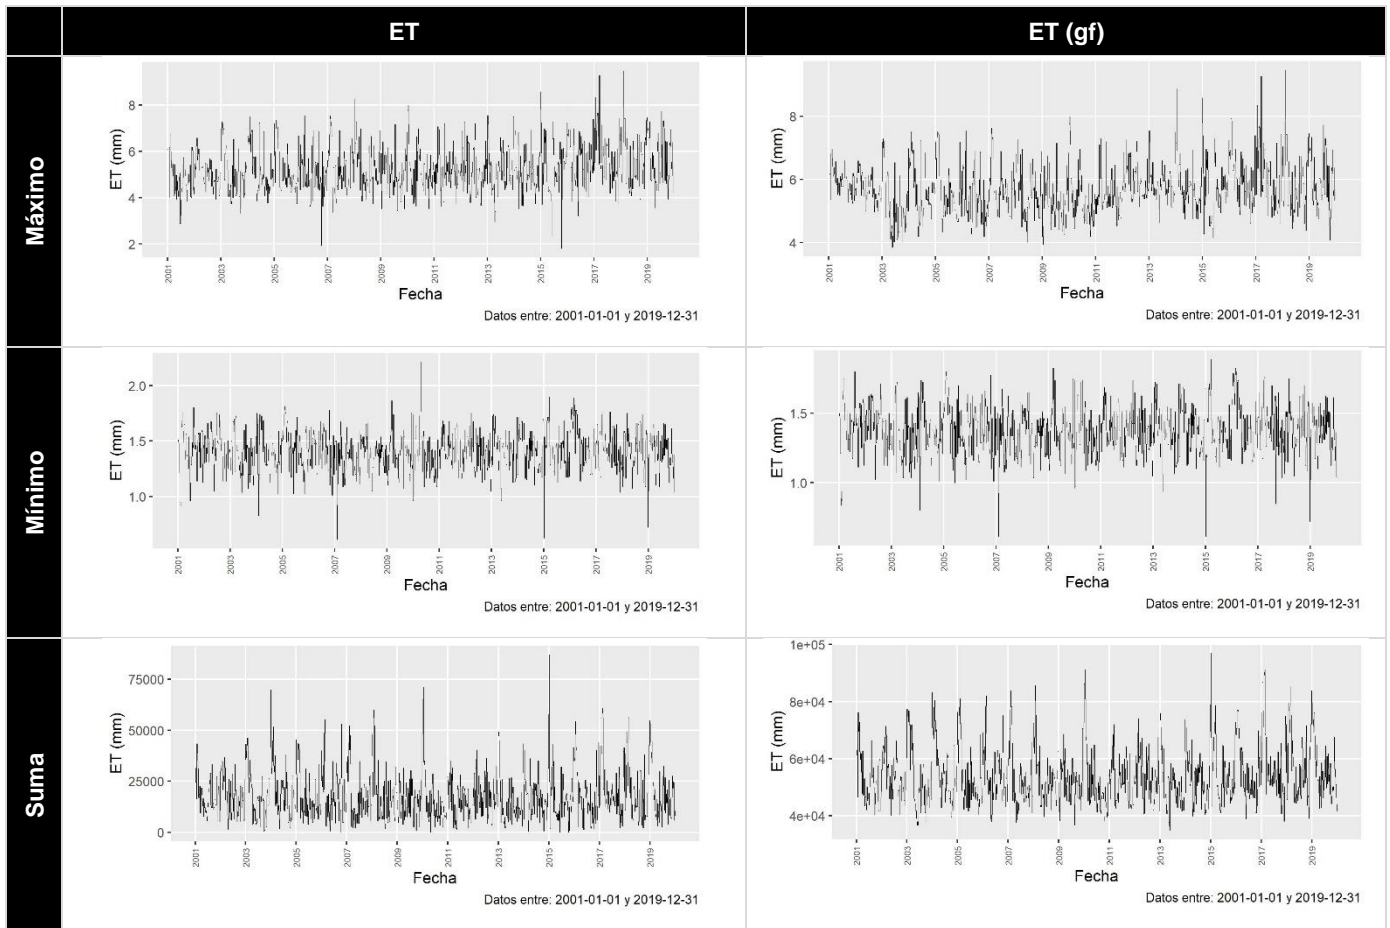 ET
ET (gf)
Máximo
8
6
4
2
ET (mm)
2001 2003 2005 2007 2009 2011 2013 2015 2017 2019
Fecha
Datos entre: 2001-01-01 y 2019-12-31
8
6
4
ET (mm)
2001 2003 2005 2007 2009 2011 2013 2015 2017 2019
Fecha
Datos entre: 2001-01-01 y 2019-12-31
Mínimo
2.0
1.5
1.0
ET (mm)
2001 2003 2005 2007 2009 2011 2013 2015 2017 2019
Fecha
Datos entre: 2001-01-01 y 2019-12-31
1.5
1.0
ET (mm)
2001 2003 2005 2007 2009 2011 2013 2015 2017 2019
Fecha
Datos entre: 2001-01-01 y 2019-12-31
Suma
75000
50000
25000
0
ET (mm)
2001 2003 2005 2007 2009 2011 2013 2015 2017 2019
Fecha
Datos entre: 2001-01-01 y 2019-12-31
1e+05
8e+04
6e+04
4e+04
ET (mm)
2001 2003 2005 2007 2009 2011 2013 2015 2017 2019
Fecha
Datos entre: 2001-01-01 y 2019-12-31